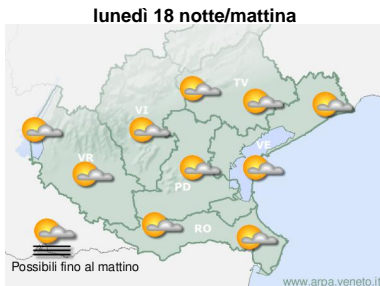 lunedì 18 notte/mattina
TV
VI
VE
VR
PD
RO
Possibili fino al mattino
www.arpa.veneto.it